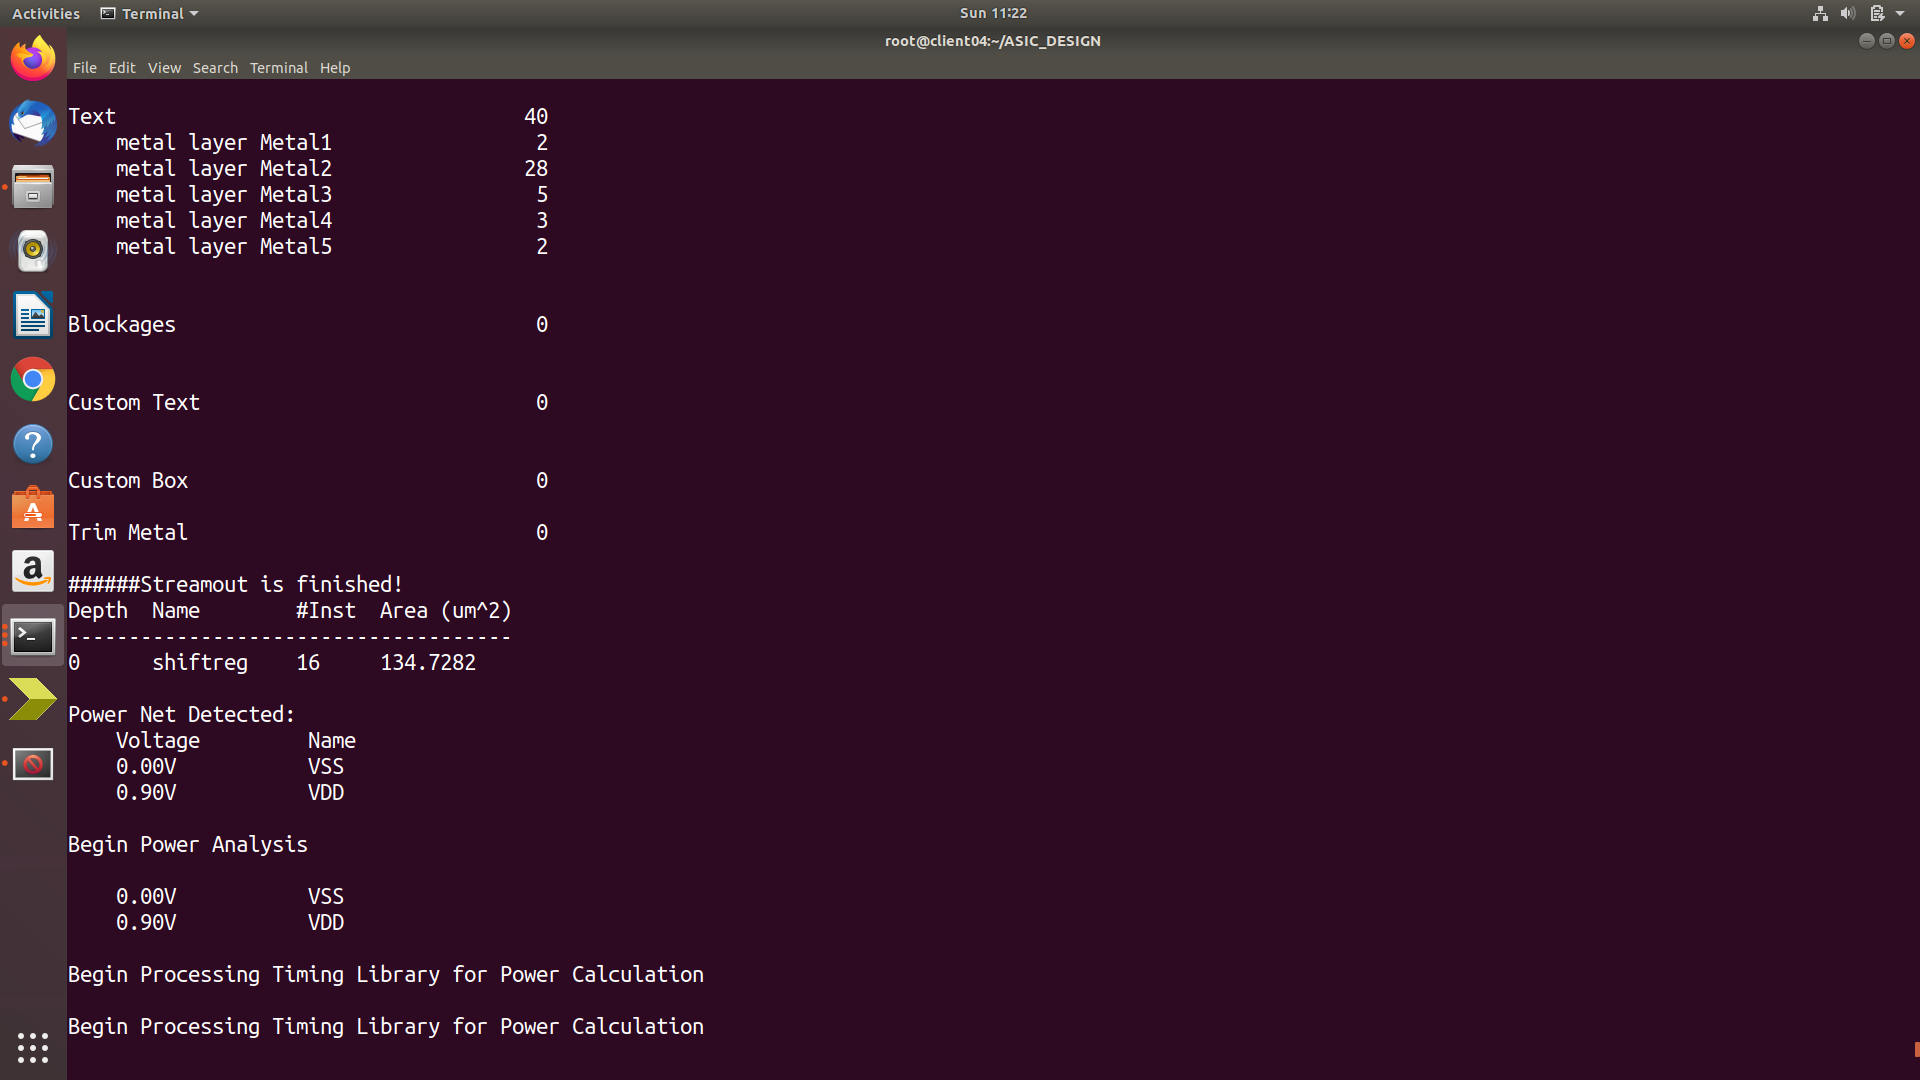 Activities Terminal Sun 11:22
root@client04:~/ASIC_DESIGN
File Edit View Search Terminal Help
Text 40
metal layer Metal1 2
metal layer Metal2 28
metal layer Metal3 5
metal layer Metal4 3
metal layer Metal5 2
Blockages 0
Custom Text 0
Custom Box 0
Trim Metal 0
######Streamout is finished!
Depth Name #Inst Area (um^2)
-------------------------------------
0 shiftreg 16 134.7282
Power Net Detected:
Voltage Name
0.00V VSS
0.90V VDD
Begin Power Analysis
0.00V VSS
0.90V VDD
Begin Processing Timing Library for Power Calculation
Begin Processing Timing Library for Power Calculation